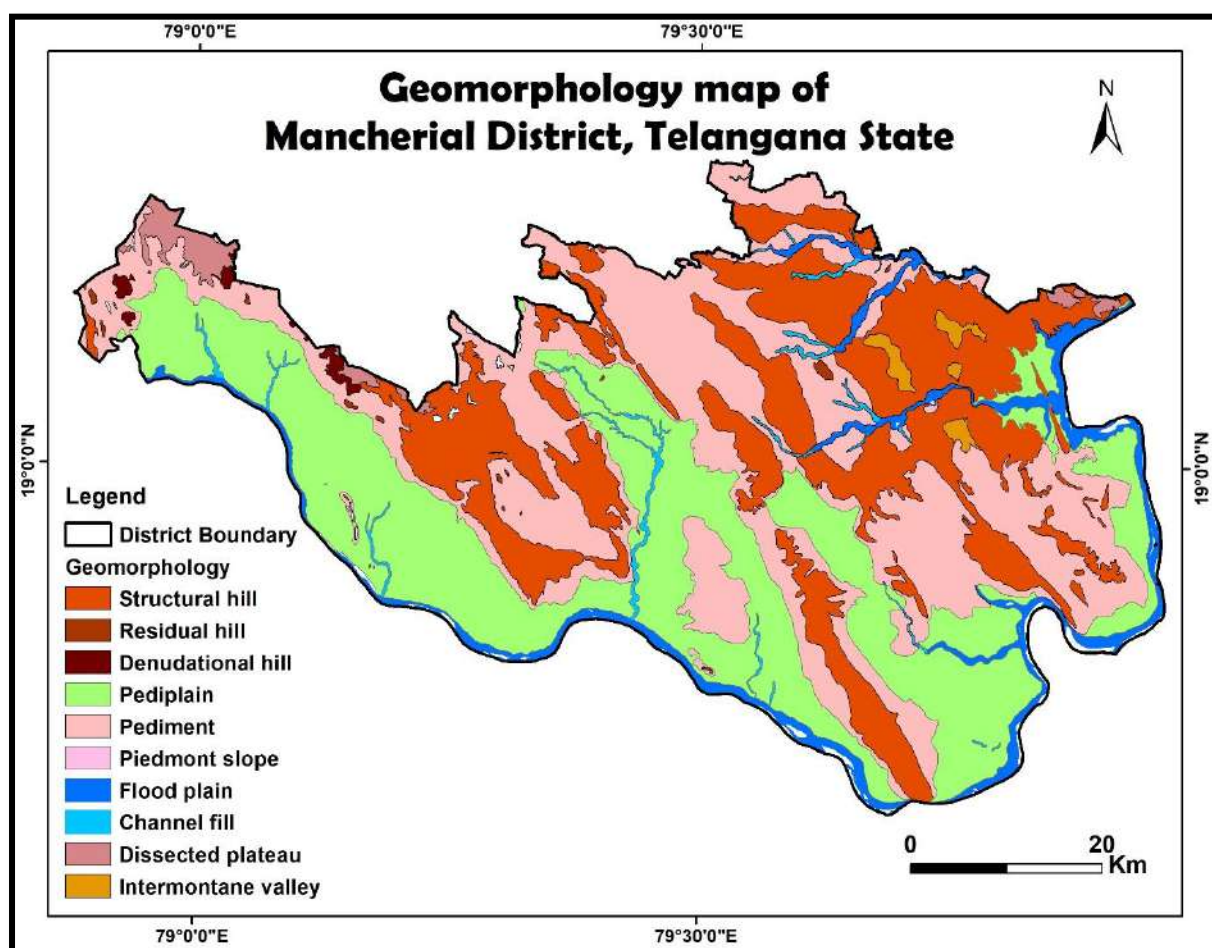 79°0'0"E
79°30'0"E
Geomorphology map of
Mancherial District, Telangana State
N
19°0'0"N
19°0'0"N
Legend
District Boundary
Geomorphology
Structural hill
Residual hill
Denudational hill
Pediplain
Pediment
Piedmont slope
Flood plain
Channel fill
Dissected plateau
Intermontane valley
0 20
Km
79°0'0"E
79°30'0"E